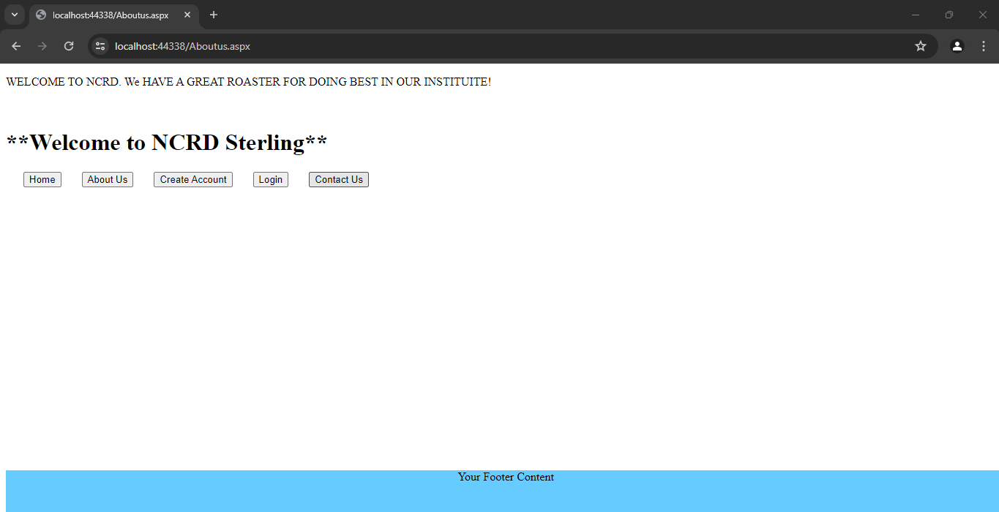 localhost:44338/Aboutus.aspx
localhost:44338/Aboutus.aspx
WELCOME TO NCRD. We HAVE A GREAT ROASTER FOR DOING BEST IN OUR INSTITUITE!
**Welcome to NCRD Sterling**
Home About Us Create Account Login Contact Us
Your Footer Content